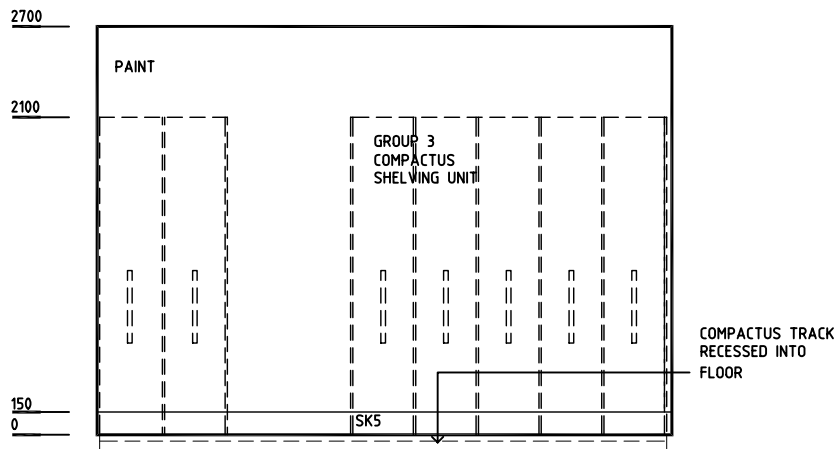 2700
PAINT
2100
GROUP 3
COMPACTUS
SHELVING UNIT
COMPACTUS TRACK
RECESSED INTO
FLOOR
150
SK5
0